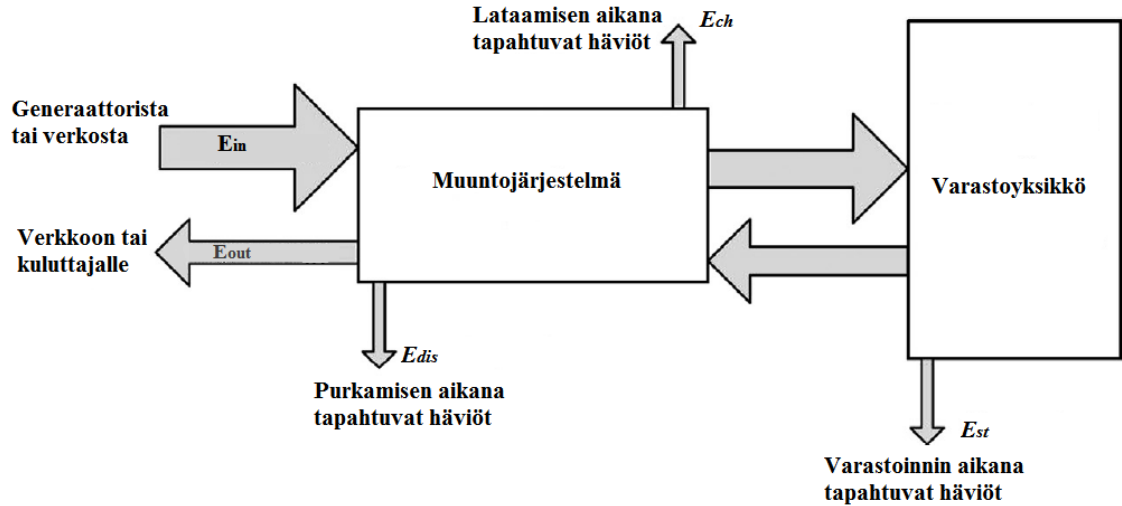 Lataamisen aikana
tapahtuvat häviöt
Ech
Generaattorista
tai verkosta
Ein
Muuntojärjestelmä
Varastoyksikkö
Verkkoon tai
kuluttajalle
Eout
Edis
Purkamisen aikana
tapahtuvat häviöt
Est
Varastoinnin aikana
tapahtuvat häviöt